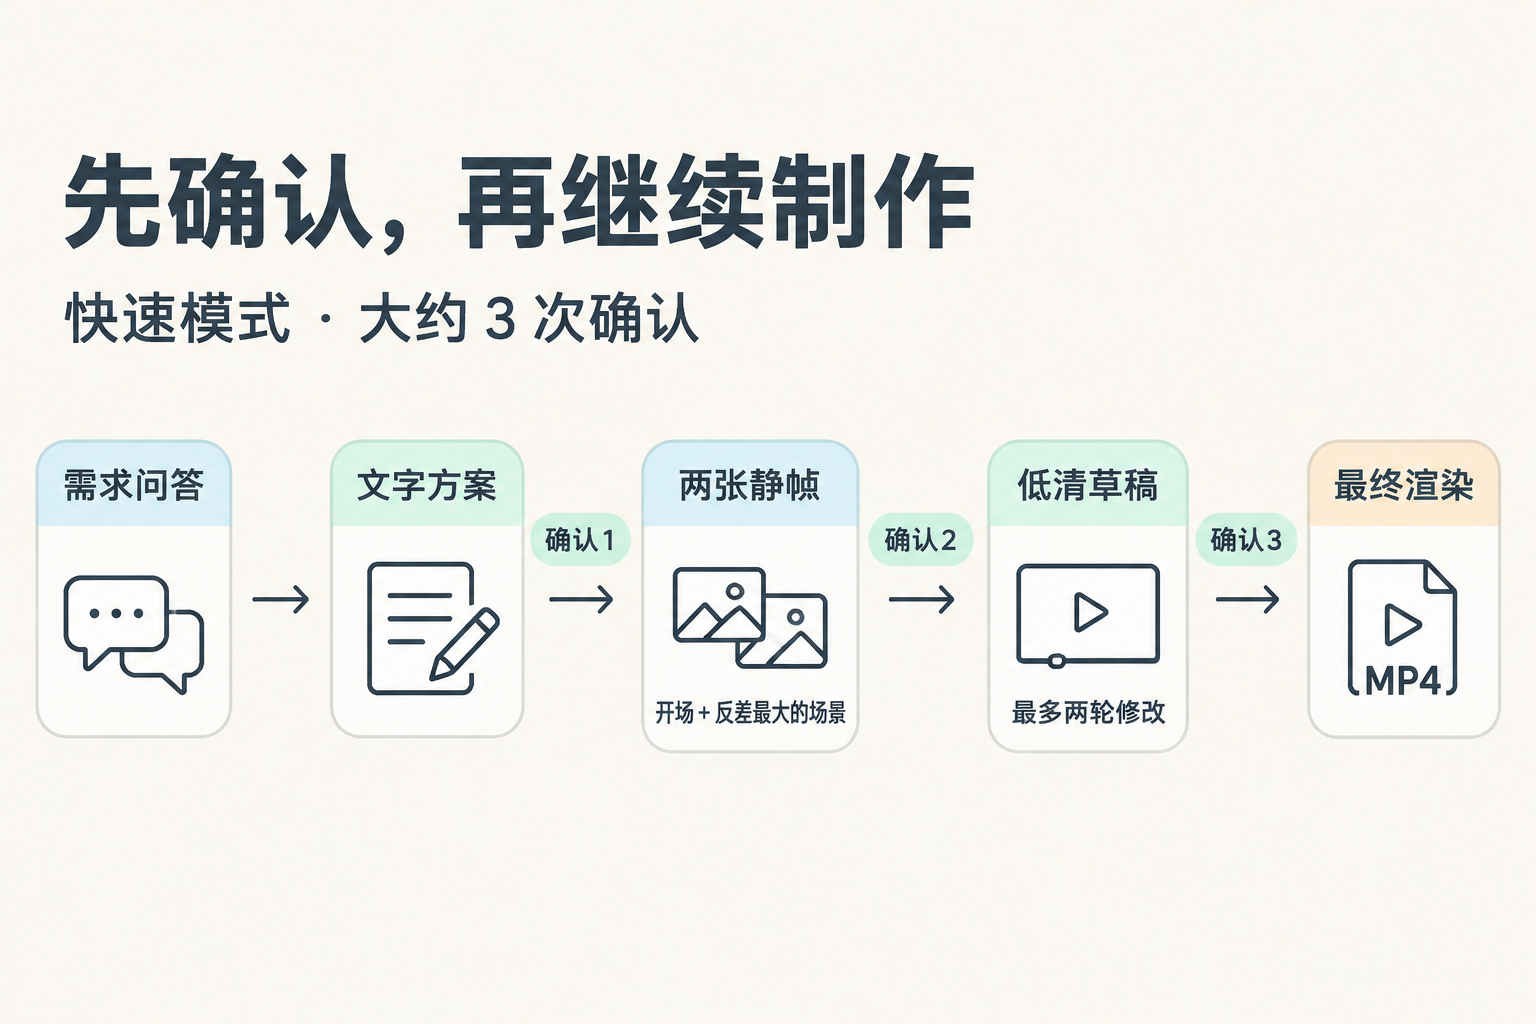 先确认，再继续制作
快速模式 · 大约 3 次确认
需求问答
文字方案
确认1
两张静帧
开场 + 反差最大的场景
确认2
低清草稿
最多两轮修改
确认3
最终渲染
MP4